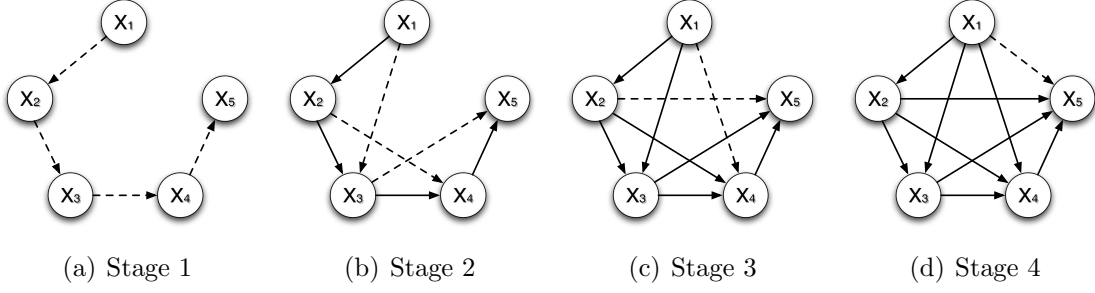 X₁
X₂
X₅
X₃
X₄
(a) Stage 1
X₁
X₂
X₅
X₃
X₄
(b) Stage 2
X₁
X₂
X₅
X₃
X₄
(c) Stage 3
X₁
X₂
X₅
X₃
X₄
(d) Stage 4